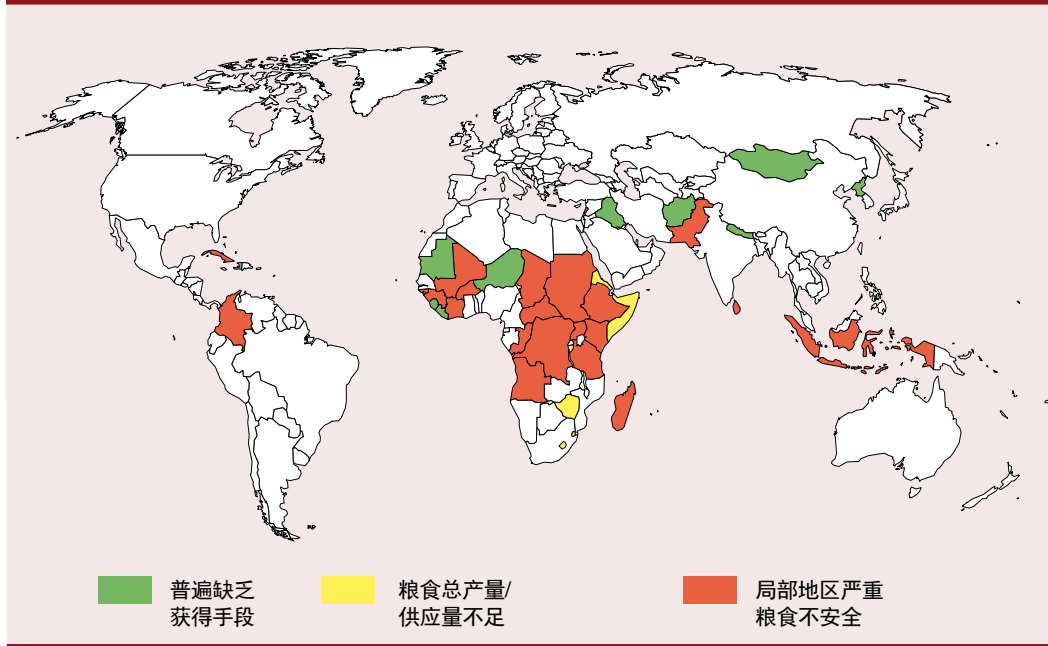 普遍缺乏
获得手段
粮食总产量/
供应量不足
局部地区严重
粮食不安全